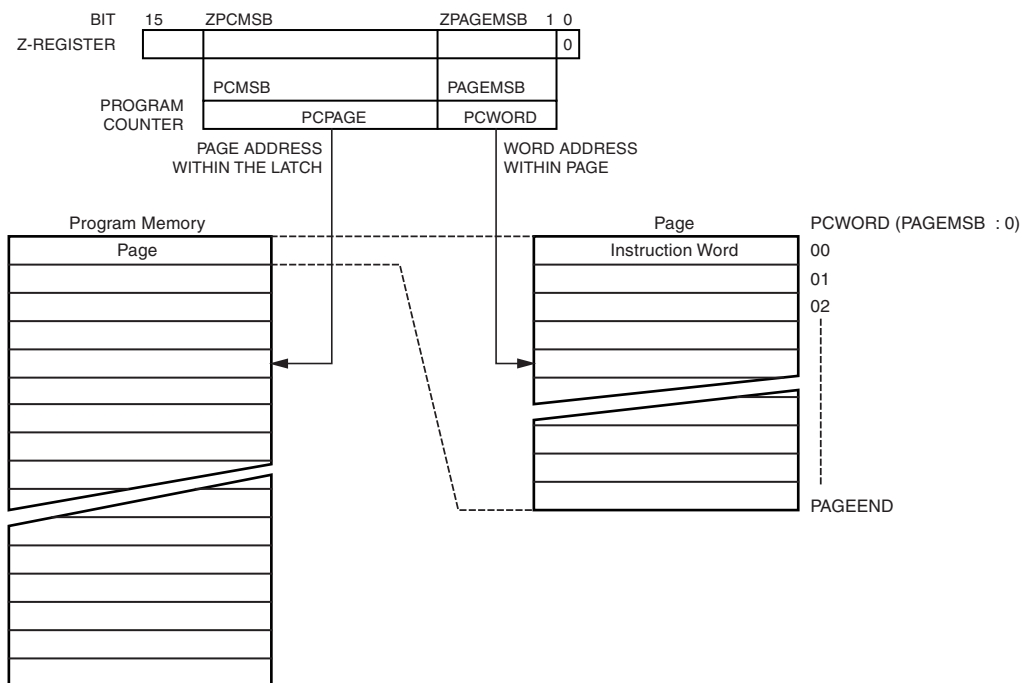 BIT 15 ZPCMSB ZPAGEMSB 1 0
Z-REGISTER 0
PCMSB PAGEMSB
PROGRAM
COUNTER
PCPAGE PCWORD
PAGE ADDRESS
WITHIN THE LATCH
WORD ADDRESS
WITHIN PAGE
Program Memory Page PCWORD (PAGEMSB : 0)
Page Instruction Word 00
01
02
PAGEEND